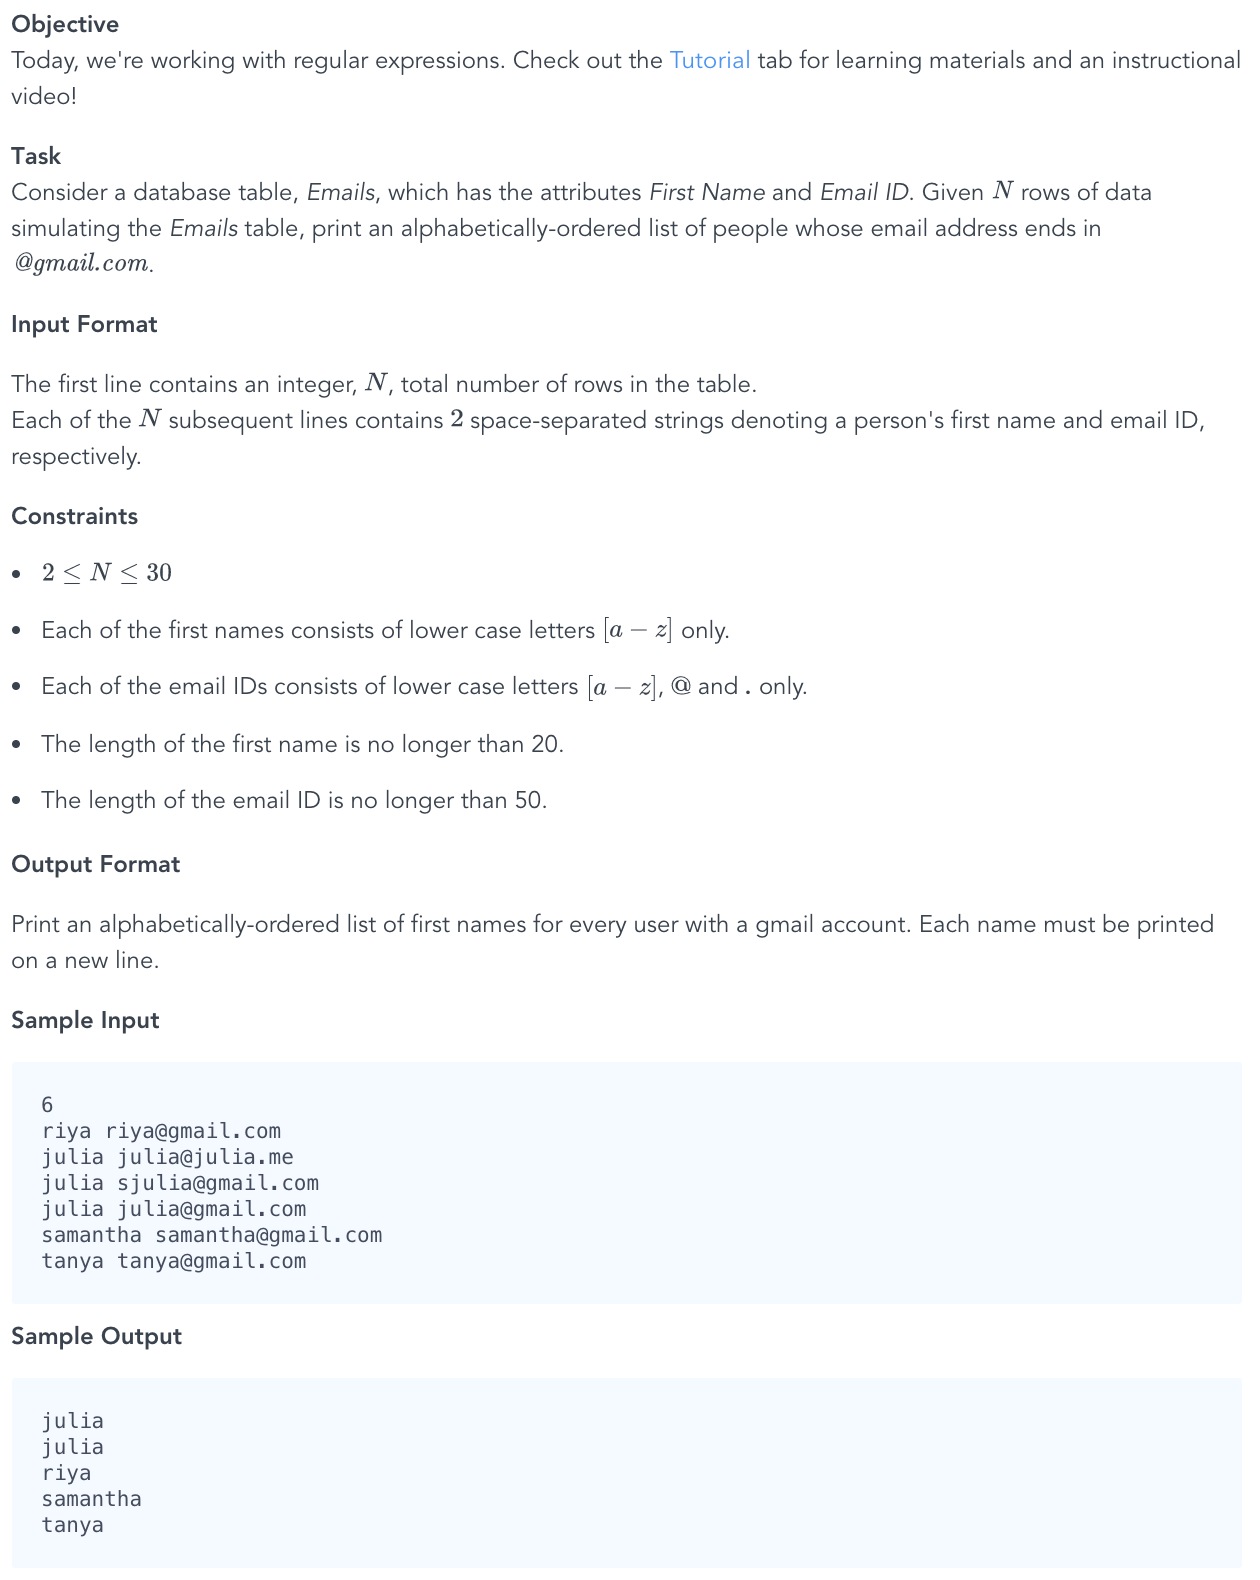 Objective
Today, we're working with regular expressions. Check out the Tutorial tab for learning materials and an instructional
video!
Task
Consider a database table, Emails, which has the attributes First Name and Email ID. Given N rows of data
simulating the Emails table, print an alphabetically-ordered list of people whose email address ends in
@gmail.com.
Input Format
The first line contains an integer, N, total number of rows in the table.
Each of the N subsequent lines contains 2 space-separated strings denoting a person's first name and email ID,
respectively.
Constraints
• 2 ≤ N ≤ 30
• Each of the first names consists of lower case letters [a − z] only.
• Each of the email IDs consists of lower case letters [a − z], @ and . only.
• The length of the first name is no longer than 20.
• The length of the email ID is no longer than 50.
Output Format
Print an alphabetically-ordered list of first names for every user with a gmail account. Each name must be printed
on a new line.
Sample Input
6
riya riya@gmail.com
julia julia@julia.me
julia sjulia@gmail.com
julia julia@gmail.com
samantha samantha@gmail.com
tanya tanya@gmail.com
Sample Output
julia
julia
riya
samantha
tanya